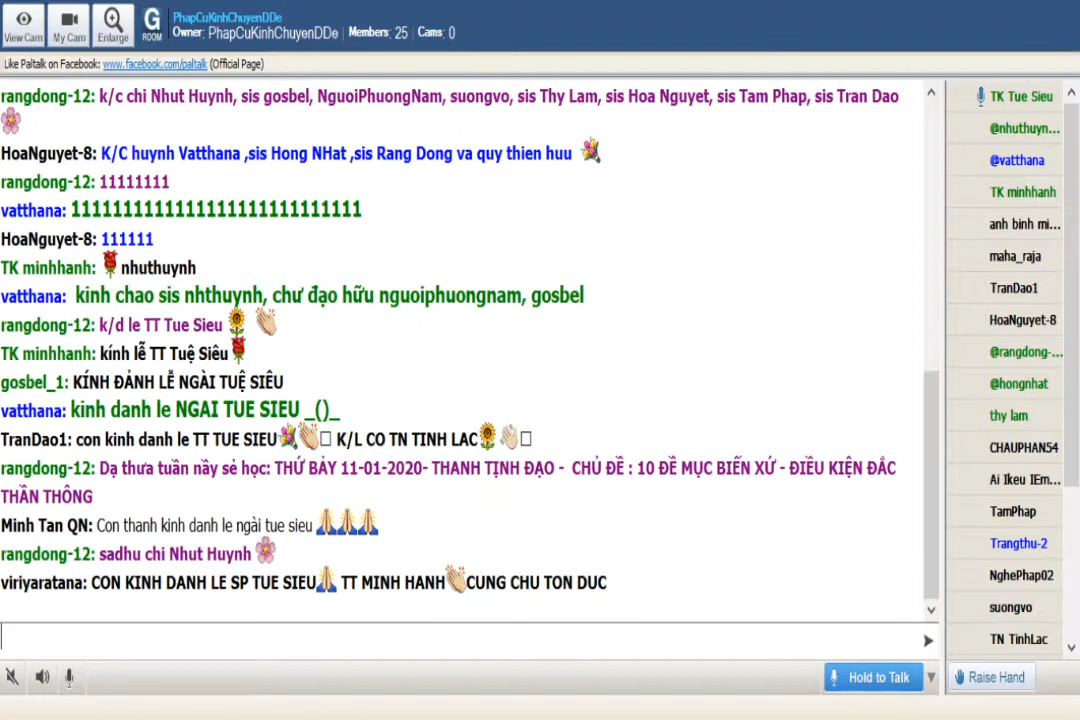 View Cam
My Cam
Enlarge
G
ROOM
PhapCuKinhChuyenDDe
Owner: PhapCuKinhChuyenDDe | Members: 25 | Cams: 0
Like Paltalk on Facebook: www.facebook.com/paltalk (Official Page)
rangdong-12: k/c chi Nhut Huynh, sis gosbel, NguoiPhuongNam, suongvo, sis Thy Lam, sis Hoa Nguyet, sis Tam Phap, sis Tran Dao
HoaNguyet-8: K/C huynh Vatthana ,sis Hong NHat ,sis Rang Dong va quy thien huu
rangdong-12: 11111111
vatthana: 1111111111111111111111111111
HoaNguyet-8: 111111
TK minhhanh: nhuthuynh
vatthana: kinh chao sis nhthuynh, chư đạo hữu nguoiphuongnam, gosbel
rangdong-12: k/d le TT Tue Sieu
TK minhhanh: kính lễ TT Tuệ Siêu
gosbel_1: KÍNH ĐẢNH LỄ NGÀI TUỆ SIÊU
vatthana: kinh danh le NGAI TUE SIEU _()_
TranDao1: con kinh danh le TT TUE SIEU K/L CO TN TINH LAC
rangdong-12: Dạ thưa tuần nầy sẻ học: THỨ BẢY 11-01-2020- THANH TỊNH ĐẠO - CHỦ ĐỀ : 10 ĐỀ MỤC BIẾN XỨ - ĐIỀU KIỆN ĐẮC
THẦN THÔNG
Minh Tan QN: Con thanh kinh danh le ngài tue sieu
rangdong-12: sadhu chi Nhut Huynh
viriyaratana: CON KINH DANH LE SP TUE SIEU TT MINH HANH CUNG CHU TON DUC
Hold to Talk
TK Tue Sieu
@nhuthuyn...
@vatthana
TK minhhanh
anh binh mi...
maha_raja
TranDao1
HoaNguyet-8
@rangdong-...
@hongnhat
thy lam
CHAUPHAN54
Ai Ikeu IEm...
TamPhap
Trangthu-2
NghePhap02
suongvo
TN TinhLac
Raise Hand